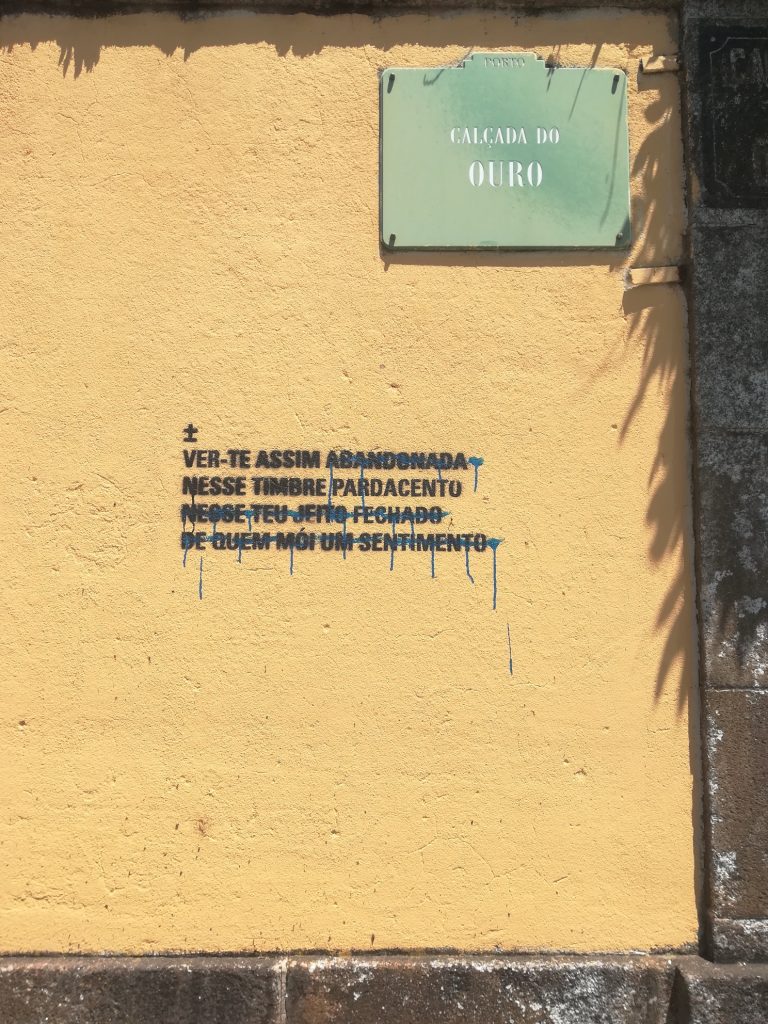 PORTO
CALÇADA DO
OURO
±
VER-TE ASSIM ABANDONADA
NESSE TIMBRE PARDACENTO
NESSE TEU JEITO FECHADO
DE QUEM MÓI UM SENTIMENTO